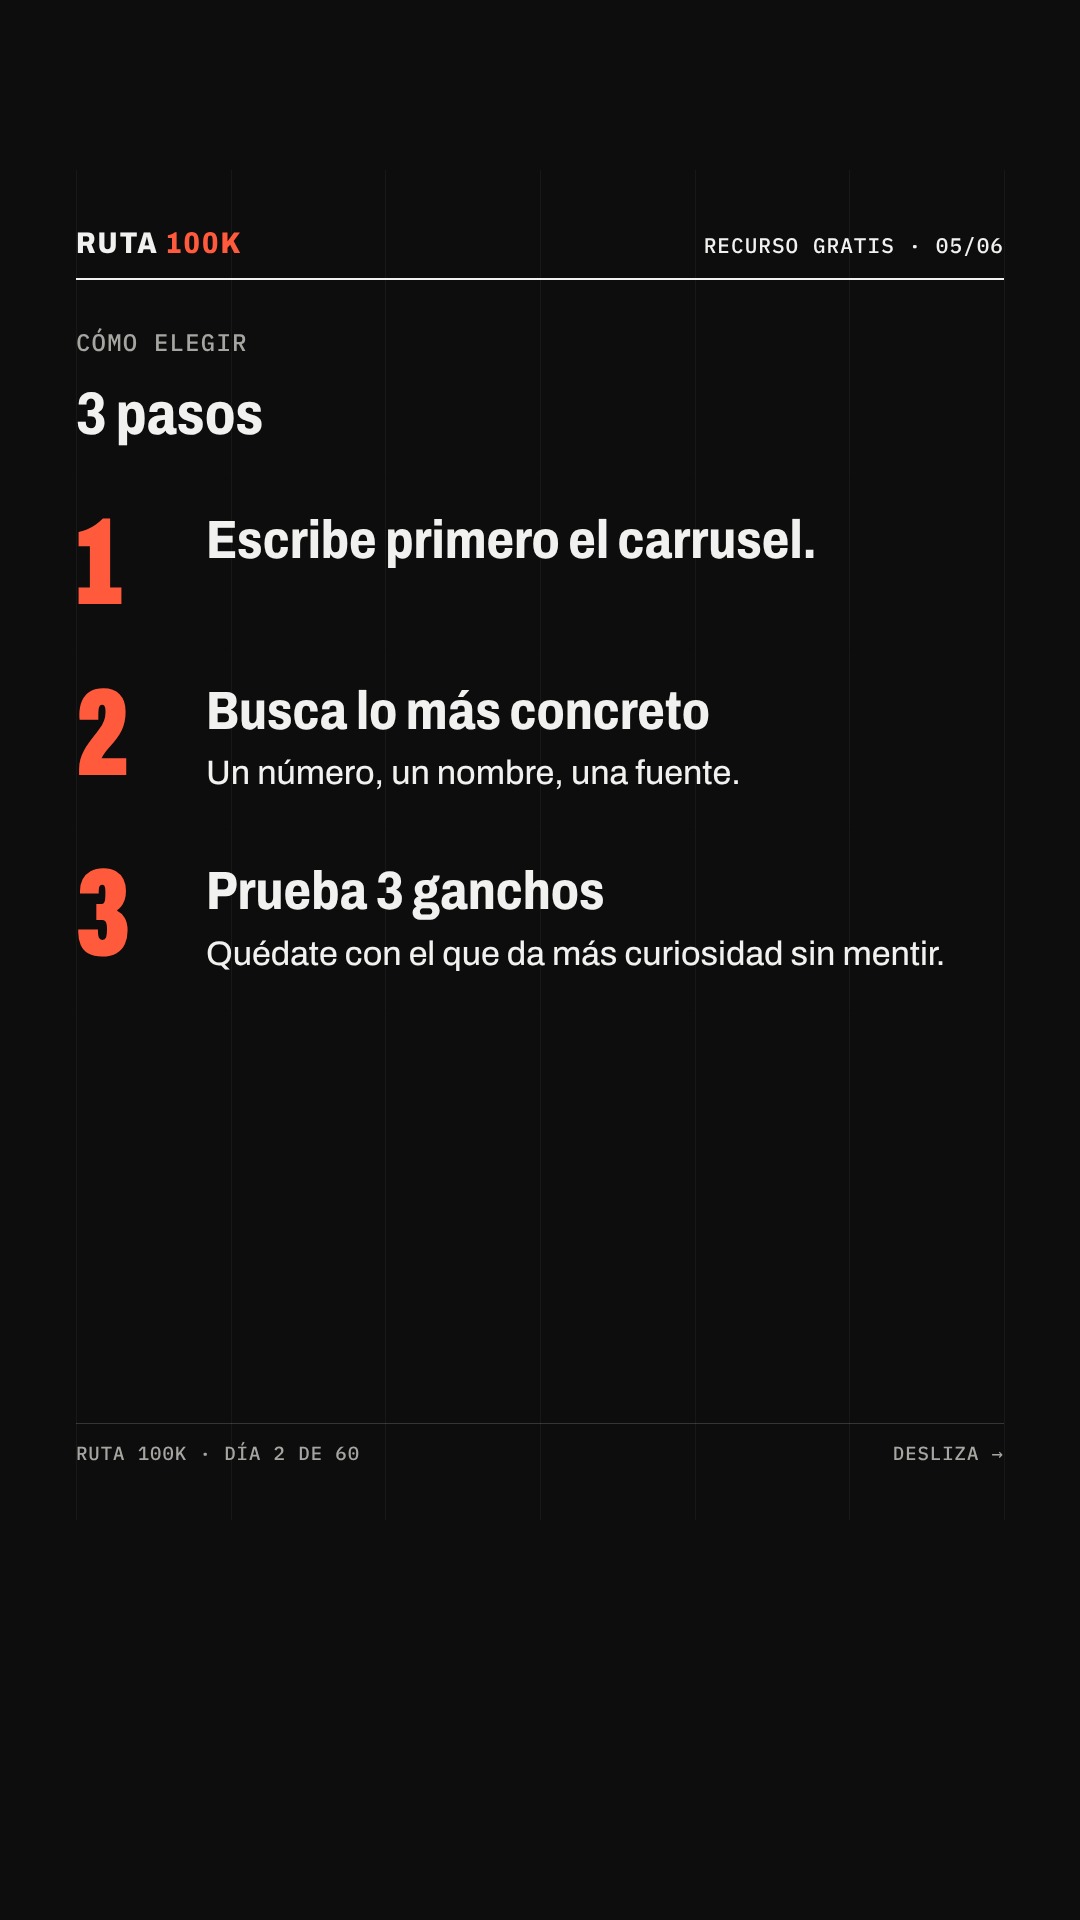 RUTA 100K
RECURSO GRATIS · 05/06
CÓMO ELEGIR
3 pasos
1 Escribe primero el carrusel.
2 Busca lo más concreto
Un número, un nombre, una fuente.
3 Prueba 3 ganchos
Quédate con el que da más curiosidad sin mentir.
RUTA 100K · DÍA 2 DE 60
DESLIZA →